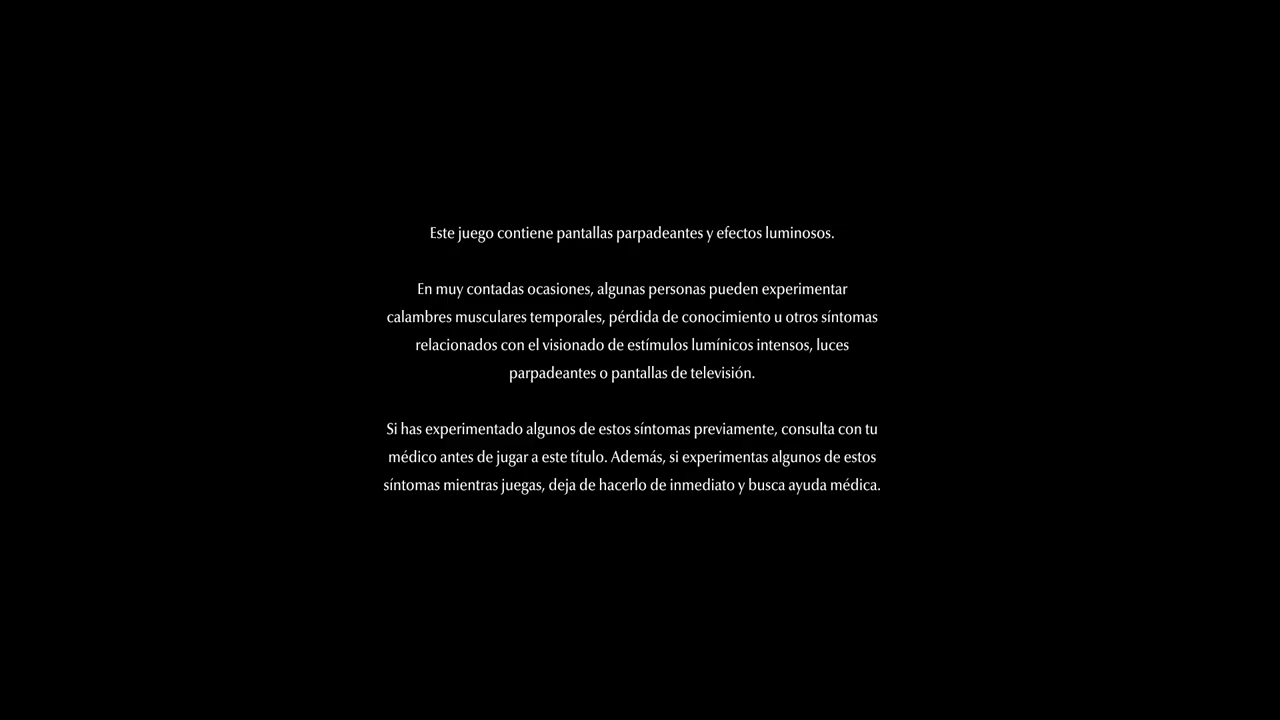 Este juego contiene pantallas parpadeantes y efectos luminosos.
En muy contadas ocasiones, algunas personas pueden experimentar
calambres musculares temporales, pérdida de conocimiento u otros síntomas
relacionados con el visionado de estímulos lumínicos intensos, luces
parpadeantes o pantallas de televisión.
Si has experimentado algunos de estos síntomas previamente, consulta con tu
médico antes de jugar a este título. Además, si experimentas algunos de estos
síntomas mientras juegas, deja de hacerlo de inmediato y busca ayuda médica.